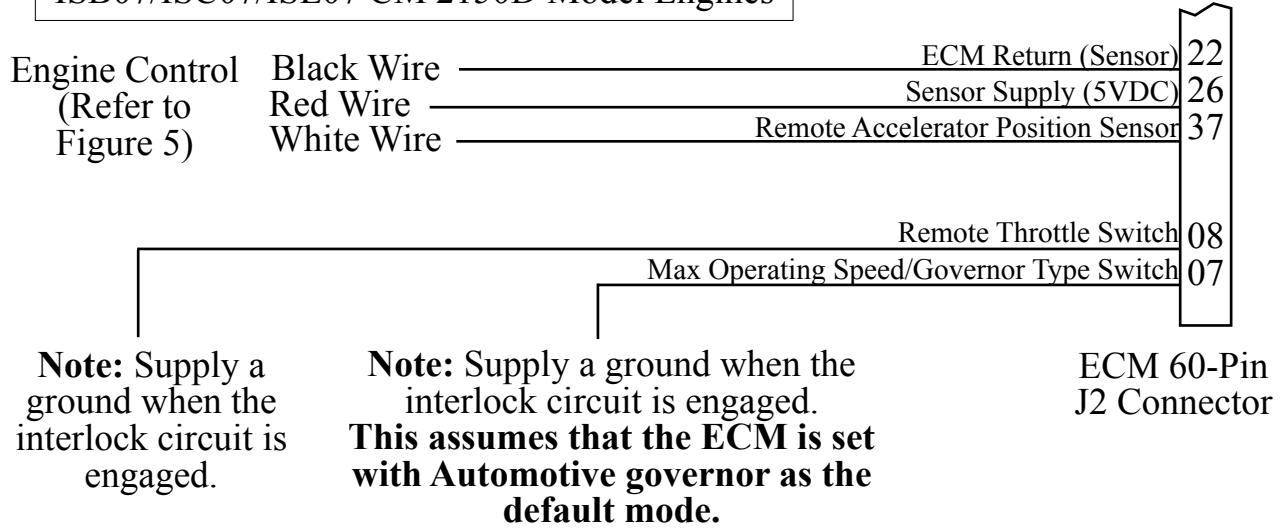 ISB07/ISC07/ISL07 CM 2150D Model Engines
Engine Control
(Refer to
Figure 5)
Black Wire
Red Wire
White Wire
ECM Return (Sensor) 22
Sensor Supply (5VDC) 26
Remote Accelerator Position Sensor 37
Remote Throttle Switch 08
Max Operating Speed/Governor Type Switch 07
Note: Supply a
ground when the
interlock circuit is
engaged.
Note: Supply a ground when the
interlock circuit is engaged.
This assumes that the ECM is set
with Automotive governor as the
default mode.
ECM 60-Pin
J2 Connector